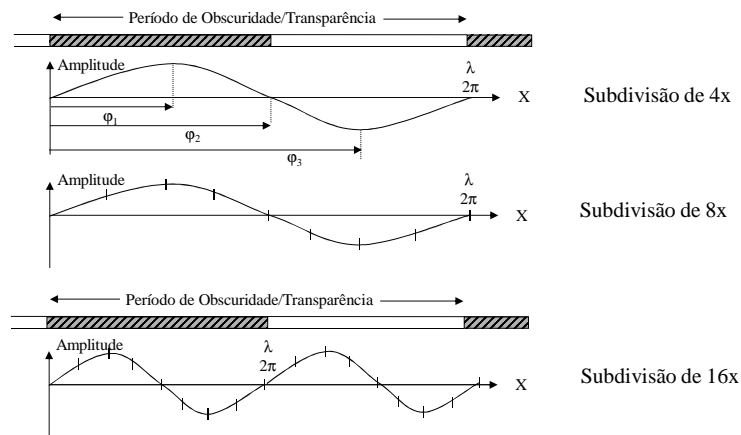 Período de Obscuridade/Transparência
Amplitude
λ
2π
X
Subdivisão de 4x
φ1
φ2
φ3
Amplitude
λ
2π
X
Subdivisão de 8x
Período de Obscuridade/Transparência
Amplitude
λ
2π
X
Subdivisão de 16x